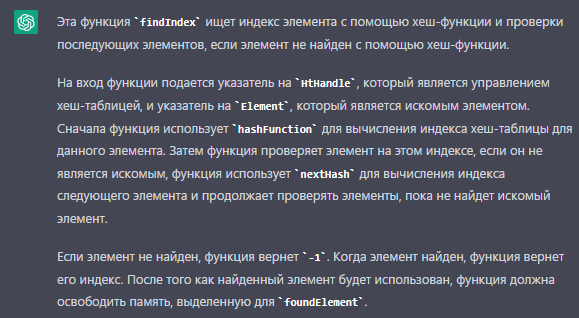 Эта функция `findIndex` ищет индекс элемента с помощью хеш-функции и проверки
последующих элементов, если элемент не найден с помощью хеш-функции.
На вход функции подается указатель на `HtHandle`, который является управлением
хеш-таблицей, и указатель на `Element`, который является искомым элементом.
Сначала функция использует `hashFunction` для вычисления индекса хеш-таблицы для
данного элемента. Затем функция проверяет элемент на этом индексе, если он не
является искомым, функция использует `nextHash` для вычисления индекса
следующего элемента и продолжает проверять элементы, пока не найдет искомый
элемент.
Если элемент не найден, функция вернет `-1`. Когда элемент найден, функция вернет
его индекс. После того как найденный элемент будет использован, функция должна
освободить память, выделенную для `foundElement`.